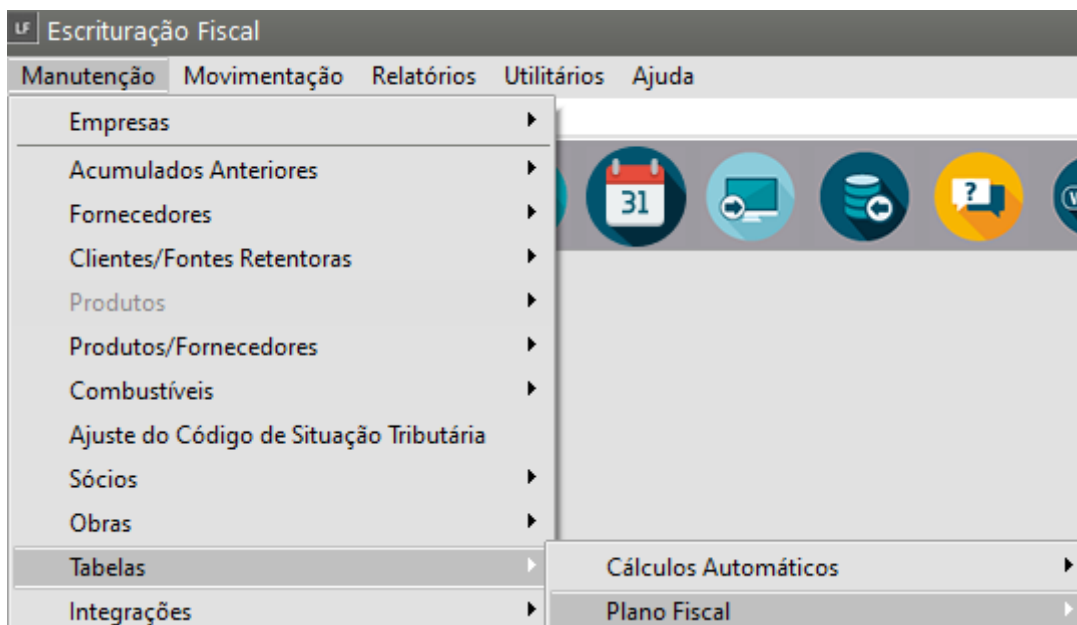 LF Escrituração Fiscal
Manutenção Movimentação Relatórios Utilitários Ajuda
Empresas
Acumulados Anteriores
31 ?
Fornecedores
Clientes/Fontes Retentoras
Produtos
Produtos/Fornecedores
Combustíveis
Ajuste do Código de Situação Tributária
Sócios
Obras
Tabelas Cálculos Automáticos
Integrações Plano Fiscal